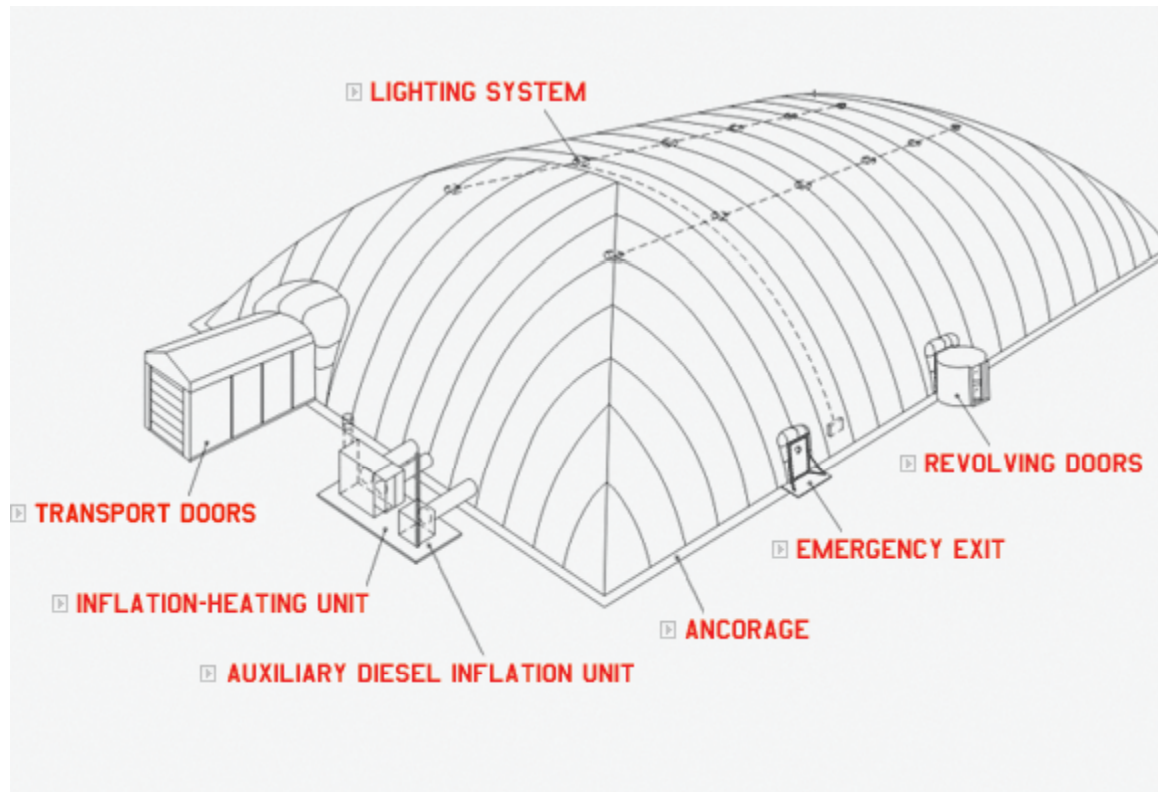 LIGHTING SYSTEM
REVOLVING DOORS
TRANSPORT DOORS
EMERGENCY EXIT
INFLATION-HEATING UNIT
ANCORAGE
AUXILIARY DIESEL INFLATION UNIT